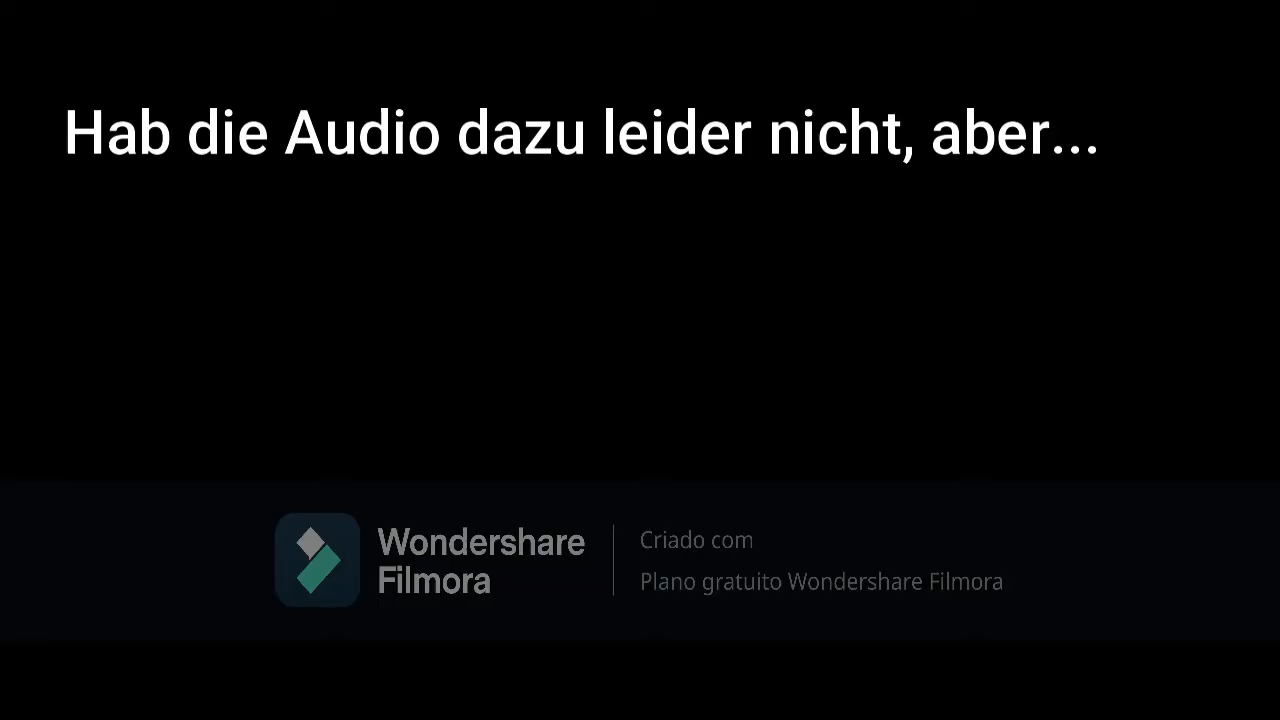 Hab die Audio dazu leider nicht, aber...
Wondershare
Filmora
Criado com
Plano gratuito Wondershare Filmora